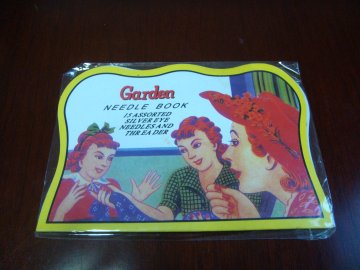 Garden
NEEDLE BOOK
15 ASSORTED
SILVER EYE
NEEDLES AND
THREADER